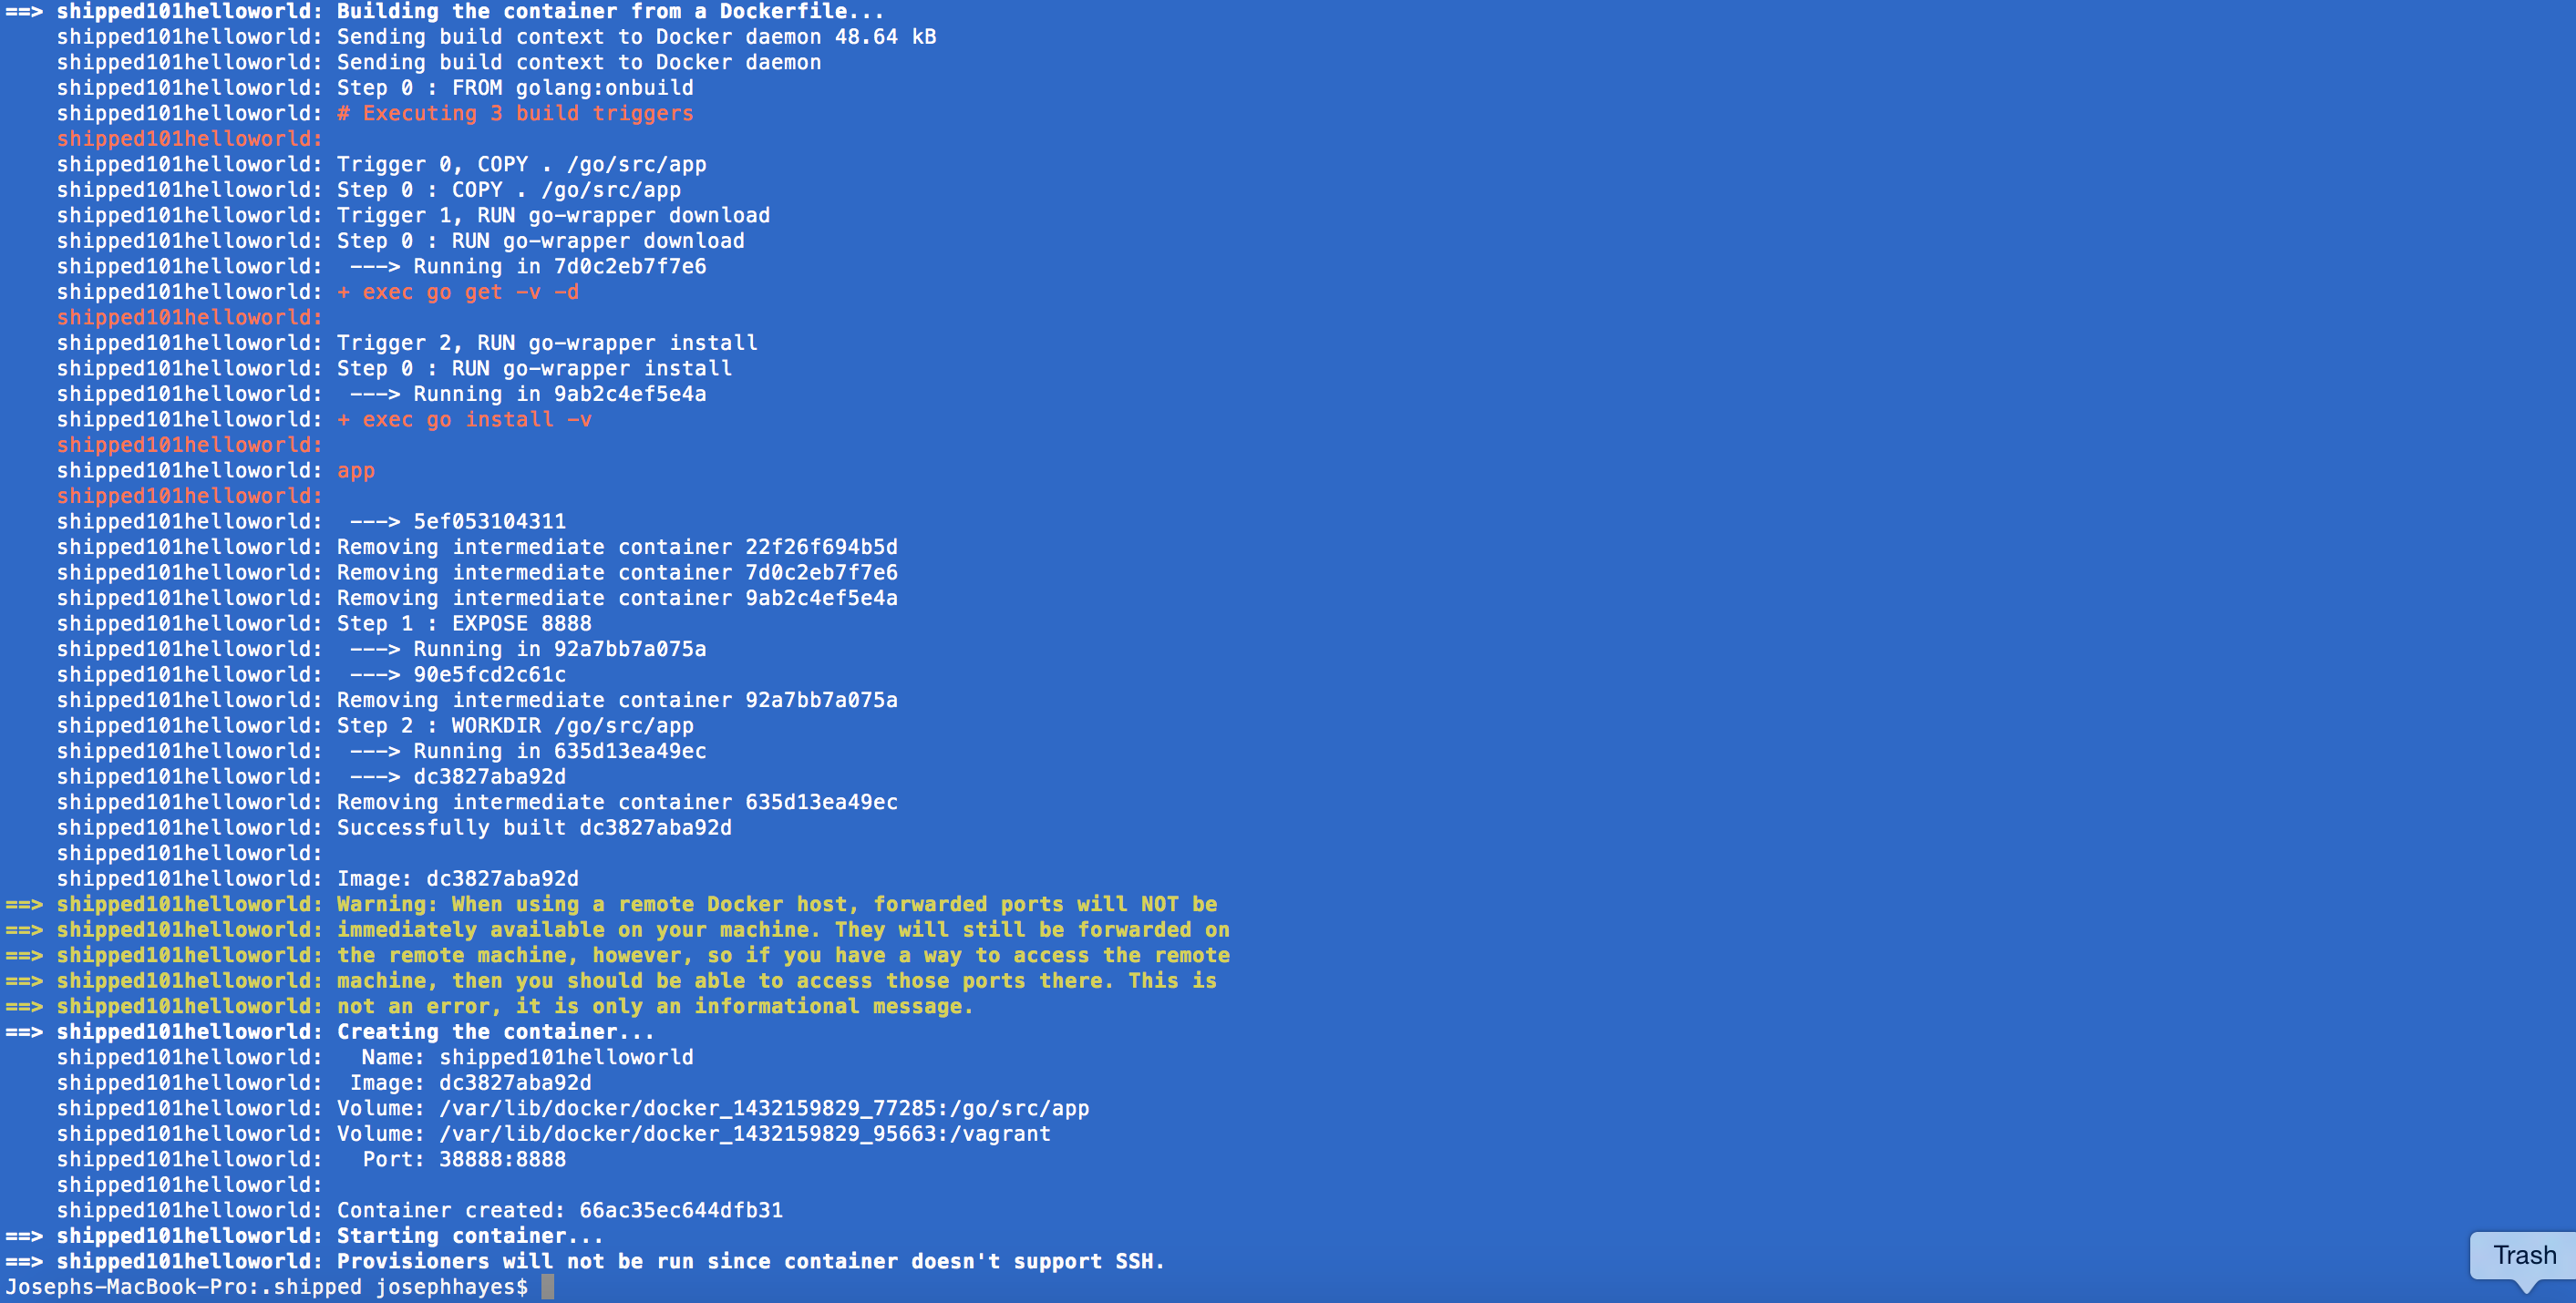 ==> shipped101helloworld: Building the container from a Dockerfile...
    shipped101helloworld: Sending build context to Docker daemon 48.64 kB
    shipped101helloworld: Sending build context to Docker daemon
    shipped101helloworld: Step 0 : FROM golang:onbuild
    shipped101helloworld: # Executing 3 build triggers
    shipped101helloworld:
    shipped101helloworld: Trigger 0, COPY . /go/src/app
    shipped101helloworld: Step 0 : COPY . /go/src/app
    shipped101helloworld: Trigger 1, RUN go-wrapper download
    shipped101helloworld: Step 0 : RUN go-wrapper download
    shipped101helloworld:  ---> Running in 7d0c2eb7f7e6
    shipped101helloworld: + exec go get -v -d
    shipped101helloworld:
    shipped101helloworld: Trigger 2, RUN go-wrapper install
    shipped101helloworld: Step 0 : RUN go-wrapper install
    shipped101helloworld:  ---> Running in 9ab2c4ef5e4a
    shipped101helloworld: + exec go install -v
    shipped101helloworld:
    shipped101helloworld: app
    shipped101helloworld:
    shipped101helloworld:  ---> 5ef053104311
    shipped101helloworld: Removing intermediate container 22f26f694b5d
    shipped101helloworld: Removing intermediate container 7d0c2eb7f7e6
    shipped101helloworld: Removing intermediate container 9ab2c4ef5e4a
    shipped101helloworld: Step 1 : EXPOSE 8888
    shipped101helloworld:  ---> Running in 92a7bb7a075a
    shipped101helloworld:  ---> 90e5fcd2c61c
    shipped101helloworld: Removing intermediate container 92a7bb7a075a
    shipped101helloworld: Step 2 : WORKDIR /go/src/app
    shipped101helloworld:  ---> Running in 635d13ea49ec
    shipped101helloworld:  ---> dc3827aba92d
    shipped101helloworld: Removing intermediate container 635d13ea49ec
    shipped101helloworld: Successfully built dc3827aba92d
    shipped101helloworld:
    shipped101helloworld: Image: dc3827aba92d
==> shipped101helloworld: Warning: When using a remote Docker host, forwarded ports will NOT be
==> shipped101helloworld: immediately available on your machine. They will still be forwarded on
==> shipped101helloworld: the remote machine, however, so if you have a way to access the remote
==> shipped101helloworld: machine, then you should be able to access those ports there. This is
==> shipped101helloworld: not an error, it is only an informational message.
==> shipped101helloworld: Creating the container...
    shipped101helloworld:   Name: shipped101helloworld
    shipped101helloworld:  Image: dc3827aba92d
    shipped101helloworld: Volume: /var/lib/docker/docker_1432159829_77285:/go/src/app
    shipped101helloworld: Volume: /var/lib/docker/docker_1432159829_95663:/vagrant
    shipped101helloworld:   Port: 38888:8888
    shipped101helloworld:
    shipped101helloworld: Container created: 66ac35ec644dfb31
==> shipped101helloworld: Starting container...
==> shipped101helloworld: Provisioners will not be run since container doesn't support SSH.
Josephs-MacBook-Pro:.shipped josephhayes$
Trash